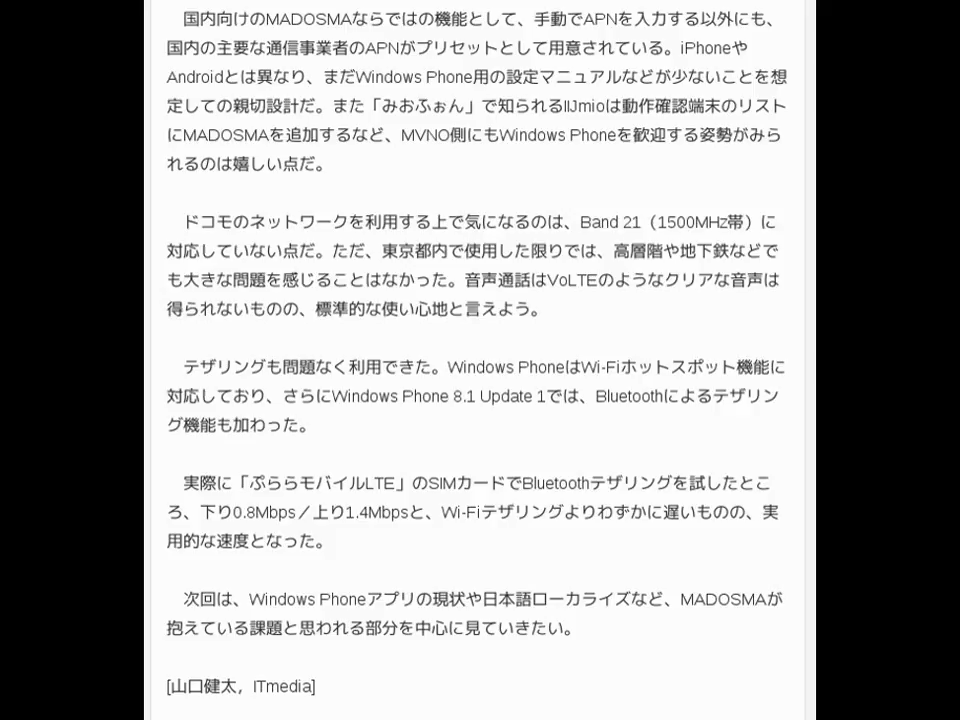 国内向けのMADOSMAならではの機能として、手動でAPNを入力する以外にも、
国内の主要な通信事業者のAPNがプリセットとして用意されている。iPhoneや
Androidとは異なり、まだWindows Phone用の設定マニュアルなどが少ないことを想
定しての親切設計だ。また「みおふぉん」で知られるIIJmioは動作確認端末のリスト
にMADOSMAを追加するなど、MVNO側にもWindows Phoneを歓迎する姿勢がみら
れるのは嬉しい点だ。
ドコモのネットワークを利用する上で気になるのは、Band 21（1500MHz帯）に
対応していない点だ。ただ、東京都内で使用した限りでは、高層階や地下鉄などで
も大きな問題を感じることはなかった。音声通話はVoLTEのようなクリアな音声は
得られないものの、標準的な使い心地と言えよう。
テザリングも問題なく利用できた。Windows PhoneはWi-Fiホットスポット機能に
対応しており、さらにWindows Phone 8.1 Update 1では、Bluetoothによるテザリン
グ機能も加わった。
実際に「ぷららモバイルLTE」のSIMカードでBluetoothテザリングを試したとこ
ろ、下り0.8Mbps／上り1.4Mbpsと、Wi-Fiテザリングよりわずかに遅いものの、実
用的な速度となった。
次回は、Windows Phoneアプリの現状や日本語ローカライズなど、MADOSMAが
抱えている課題と思われる部分を中心に見ていきたい。
[山口健太，ITmedia]